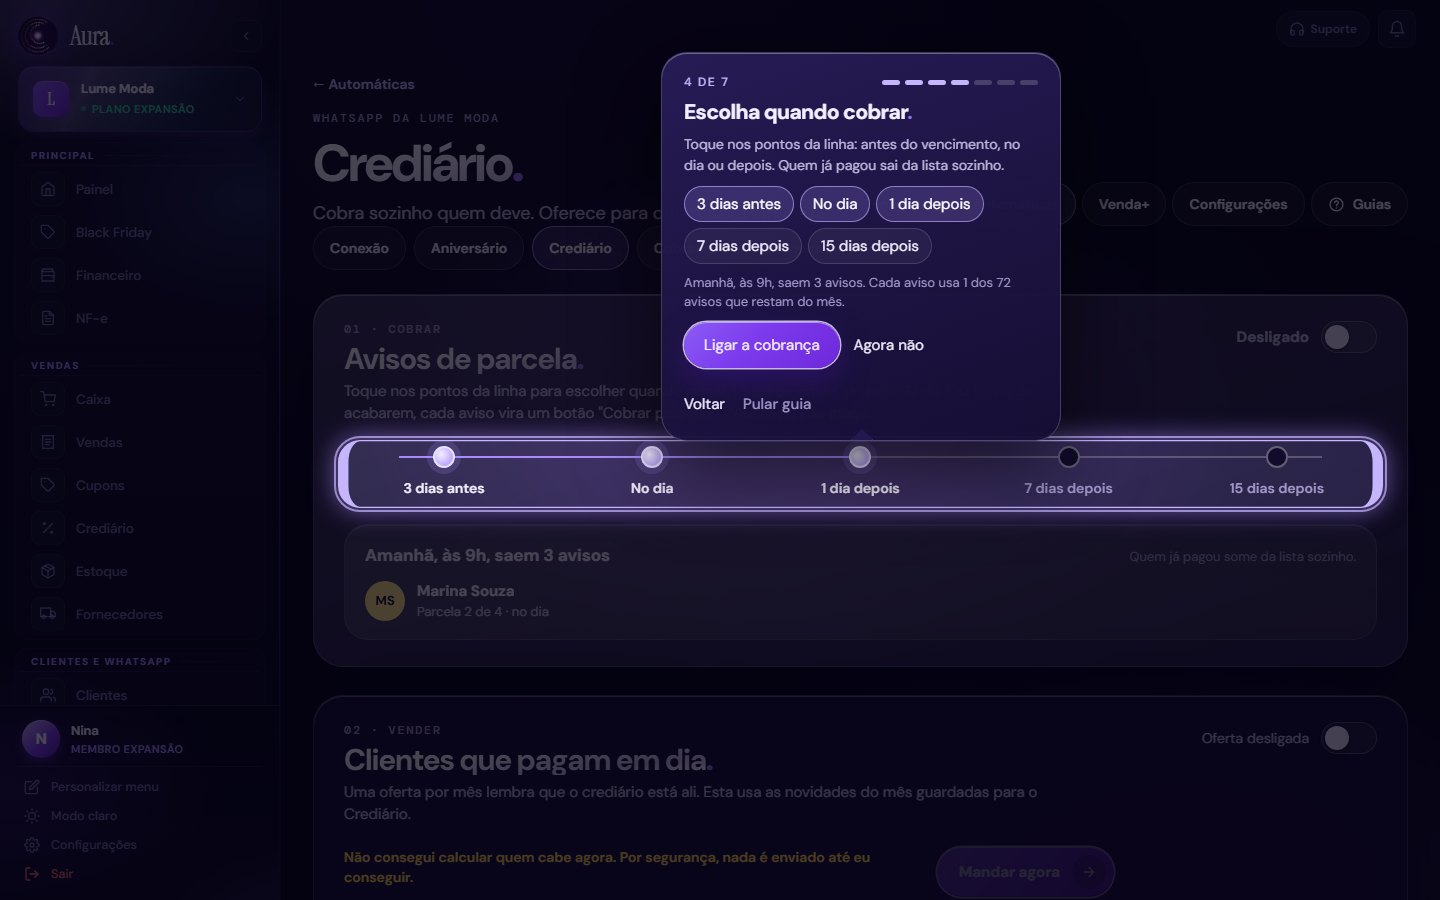 Aura.
Suporte
L
Lume Moda
PLANO EXPANSÃO
PRINCIPAL
Painel
Black Friday
Financeiro
NF-e
VENDAS
Caixa
Vendas
Cupons
Crediário
Estoque
Fornecedores
CLIENTES E WHATSAPP
Clientes
N
Nina
MEMBRO EXPANSÃO
Personalizar menu
Modo claro
Configurações
Sair
← Automáticas
WHATSAPP DA LUME MODA
Crediário.
Cobra sozinho quem deve. Oferece para
Conexão
Aniversário
Crediário
Venda+
Configurações
Guias
4 DE 7
Escolha quando cobrar.
Toque nos pontos da linha: antes do vencimento, no
dia ou depois. Quem já pagou sai da lista sozinho.
3 dias antes
No dia
1 dia depois
7 dias depois
15 dias depois
Amanhã, às 9h, saem 3 avisos. Cada aviso usa 1 dos 72
avisos que restam do mês.
Ligar a cobrança
Agora não
Voltar
Pular guia
01 · COBRAR
Avisos de parcela.
Desligado
Toque nos pontos da linha para escolher
acabarem, cada aviso vira um botão "Cobrar
3 dias antes
No dia
1 dia depois
7 dias depois
15 dias depois
Amanhã, às 9h, saem 3 avisos
Quem já pagou some da lista sozinho.
MS
Marina Souza
Parcela 2 de 4 · no dia
02 · VENDER
Clientes que pagam em dia.
Oferta desligada
Uma oferta por mês lembra que o crediário está ali. Esta usa as novidades do mês guardadas para o
Crediário.
Não consegui calcular quem cabe agora. Por segurança, nada é enviado até eu
conseguir.
Mandar agora →